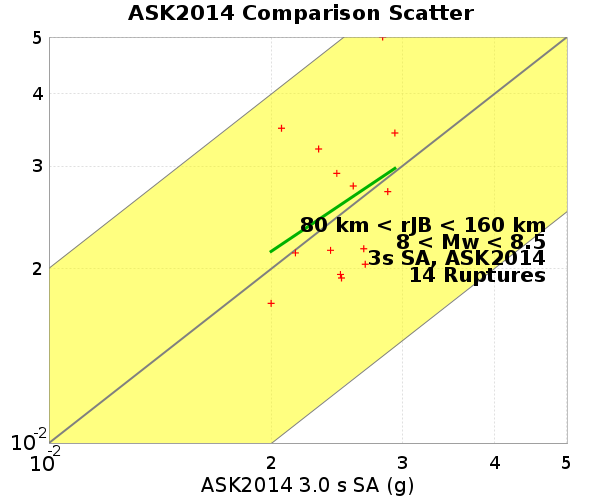 ASK2014 Comparison Scatter
5
4
3
80 km < rJB < 160 km
8 < Mw < 8.5
3s SA, ASK2014
2
14 Ruptures
10-2
10-2
2
3
4
5
ASK2014 3.0 s SA (g)